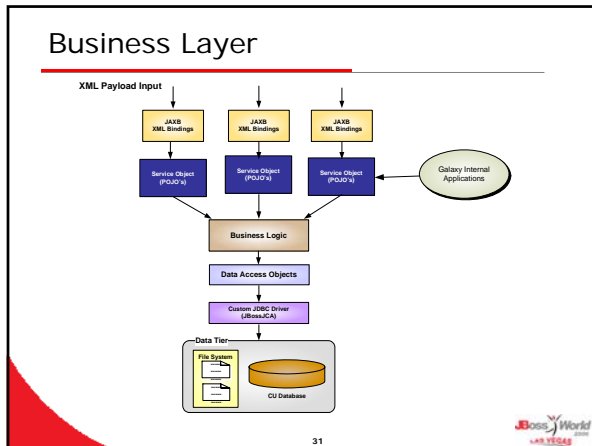 Business Layer
XML Payload Input
JAXB
XML Bindings
JAXB
XML Bindings
JAXB
XML Bindings
Service Object
(POJO's)
Service Object
(POJO's)
Service Object
(POJO's)
Galaxy Internal
Applications
Business Logic
Data Access Objects
Custom JDBC Driver
(JBossJCA)
Data Tier
File System
CU Database
31
JBoss World
LAS VEGAS